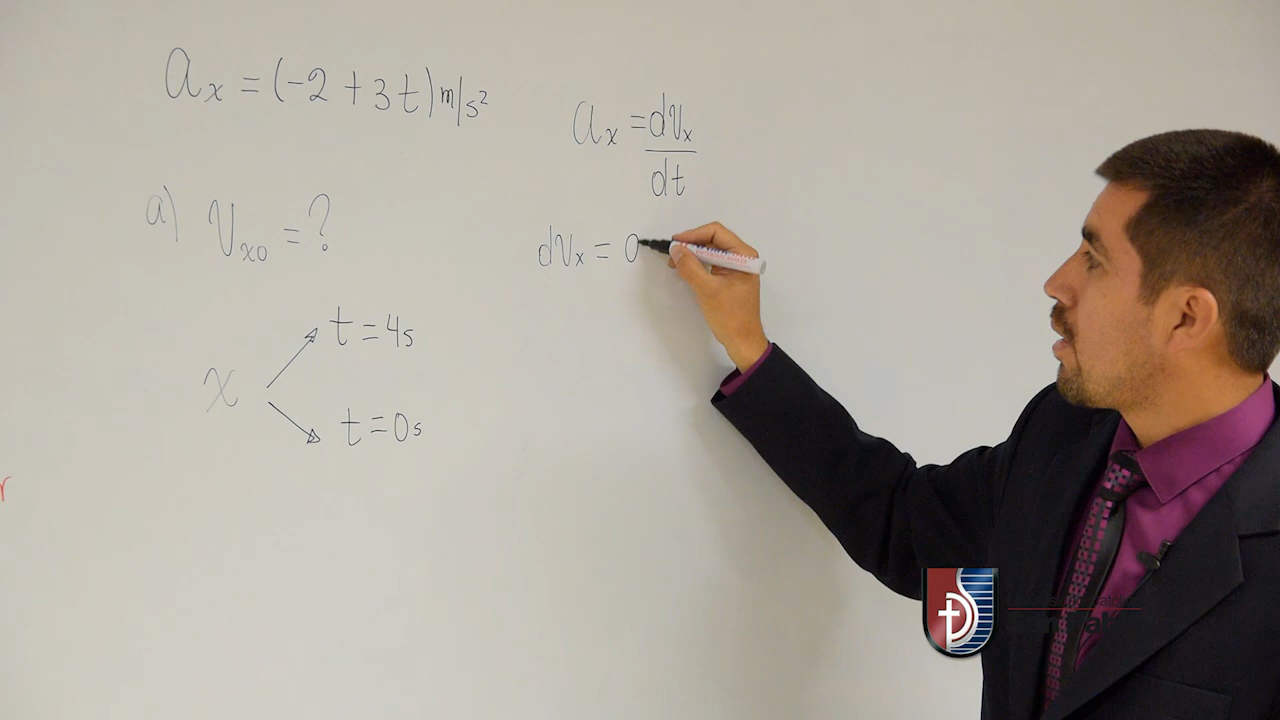 aₓ = (-2 + 3t) m/s²
a) Vₓ₀ = ?
x
t = 4s
t = 0s
aₓ = dVₓ/dt
dVₓ = a
r